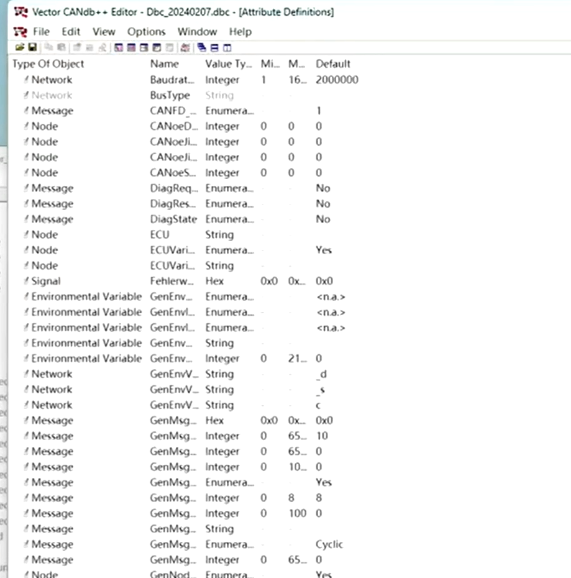 Vector CANdb++ Editor - Dbc_20240207.dbc - [Attribute Definitions]
File Edit View Options Window Help
Type Of Object Name Value Ty... Mi... M... Default
Network Baudrat... Integer 1 16... 2000000
Network BusType String
Message CANFD_... Enumera... 1
Node CANoeD... Integer 0 0 0
Node CANoeJi... Integer 0 0 0
Node CANoeJi... Integer 0 0 0
Node CANoeS... Integer 0 0 0
Message DiagReq... Enumera... No
Message DiagRes... Enumera... No
Message DiagState Enumera... No
Node ECU String
Node ECUVari... Enumera... Yes
Node ECUVari... String
Signal Fehlerw... Hex 0x0 0x... 0x0
Environmental Variable GenEnv... Enumera... <n.a.>
Environmental Variable GenEnvI... Enumera... <n.a.>
Environmental Variable GenEnvI... Enumera... <n.a.>
Environmental Variable GenEnv... String
Environmental Variable GenEnv... Integer 0 21... 0
Network GenEnvV... String _d
Network GenEnvV... String _s
Network GenEnvV... String c
Message GenMsg... Hex 0x0 0x... 0x0
Message GenMsg... Integer 0 65... 10
Message GenMsg... Integer 0 65... 0
Message GenMsg... Integer 0 10... 0
Message GenMsg... Enumera... Yes
Message GenMsg... Integer 0 8 8
Message GenMsg... Integer 0 100 0
Message GenMsg... String
Message GenMsg... Enumera... Cyclic
Message GenMsg... Integer 0 65... 0
Node GenNod... Enumera... Yes